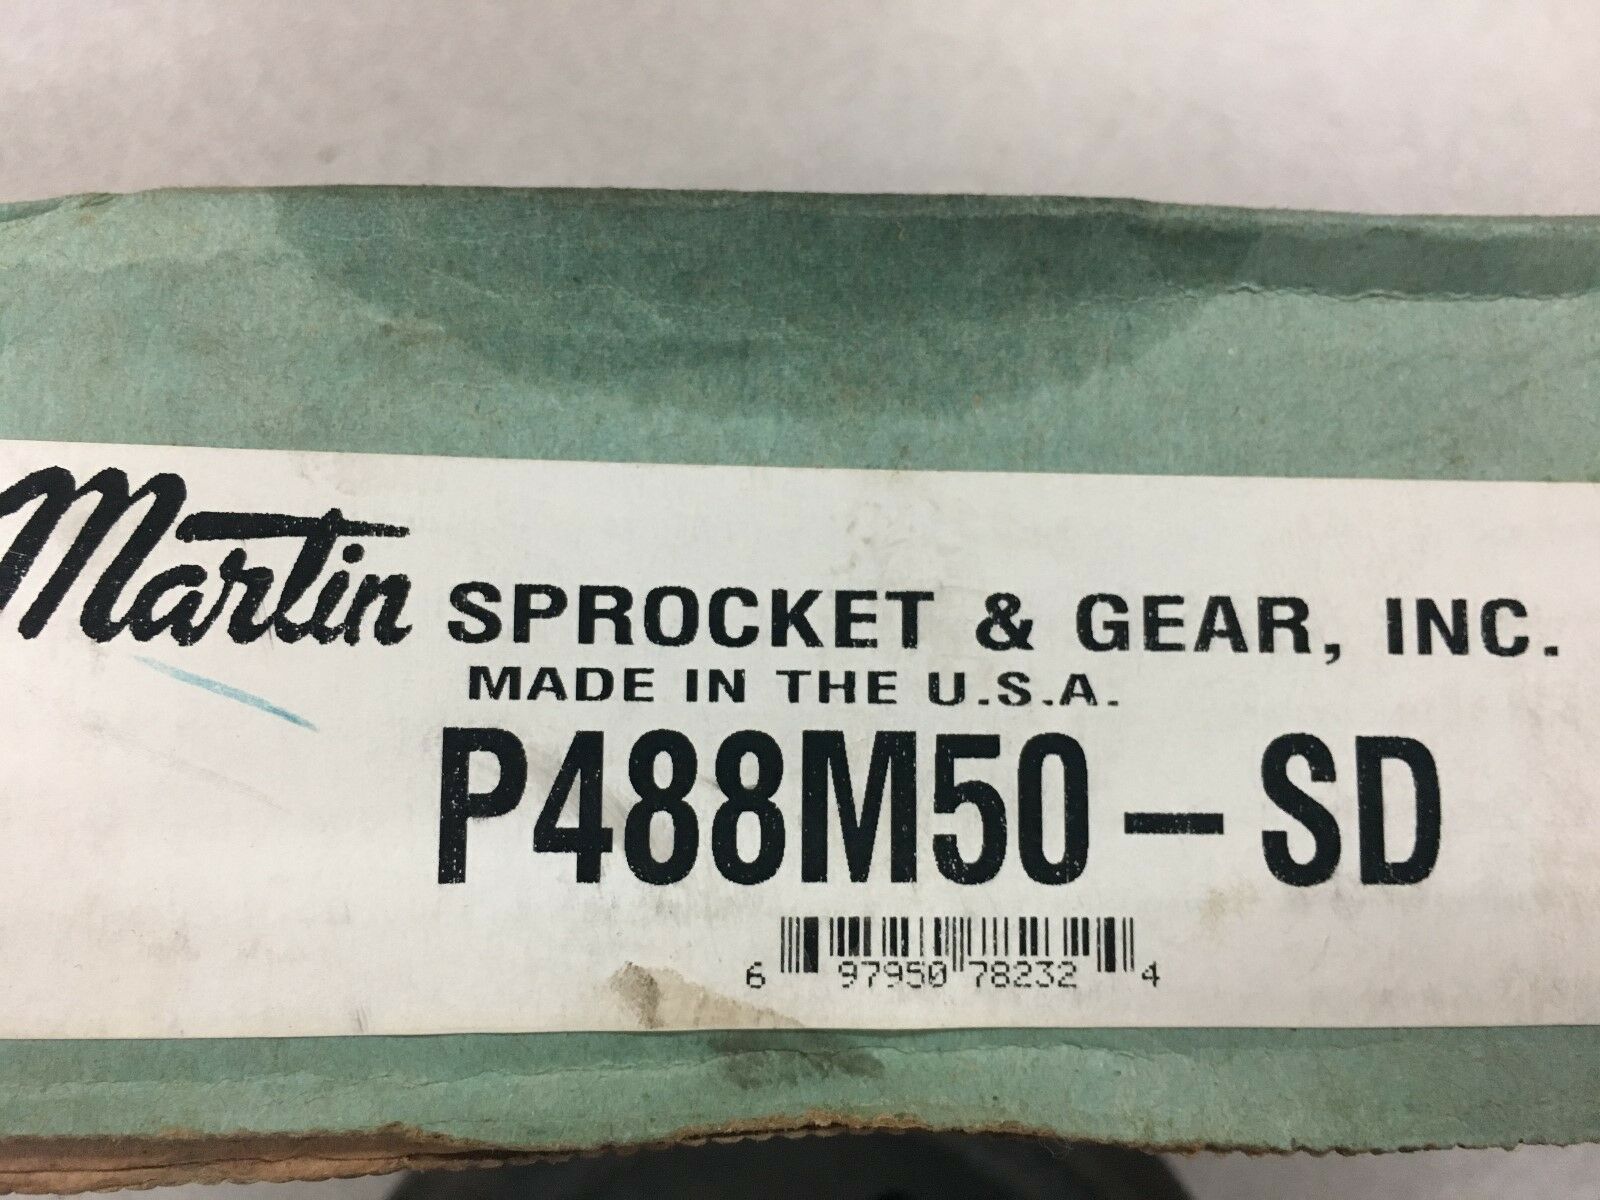 Martin SPROCKET & GEAR, INC.
MADE IN THE U.S.A.
P488M50-SD
6 97950 78232 4